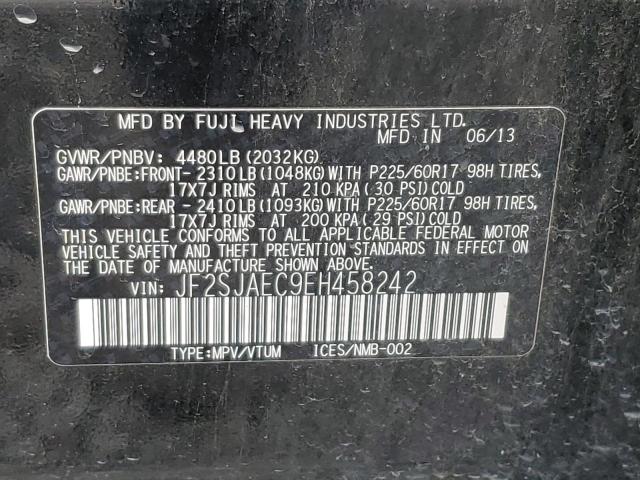 MFD BY FUJI HEAVY INDUSTRIES LTD.
MFD IN 06/13
GVWR/PNBV: 4480LB(2032KG)
GAWR/PNBE:FRONT-2310LB(1048KG)WITH P225/60R17 98H TIRES,
17X7J RIMS AT 210 KPA( 30 PSI)COLD
GAWR/PNBE:REAR -2410LB(1093KG)WITH P225/60R17 98H TIRES,
17X7J RIMS AT 200 KPA( 29 PSI)COLD
THIS VEHICLE CONFORMS TO ALL APPLICABLE FEDERAL MOTOR
VEHICLE SAFETY AND THEFT PREVENTION STANDARDS IN EFFECT ON
THE DATE OF MANUFACTURE SHOWN ABOVE.
VIN: JF2SJAEC9EH458242
TYPE:MPV/VTUM ICES/NMB-002